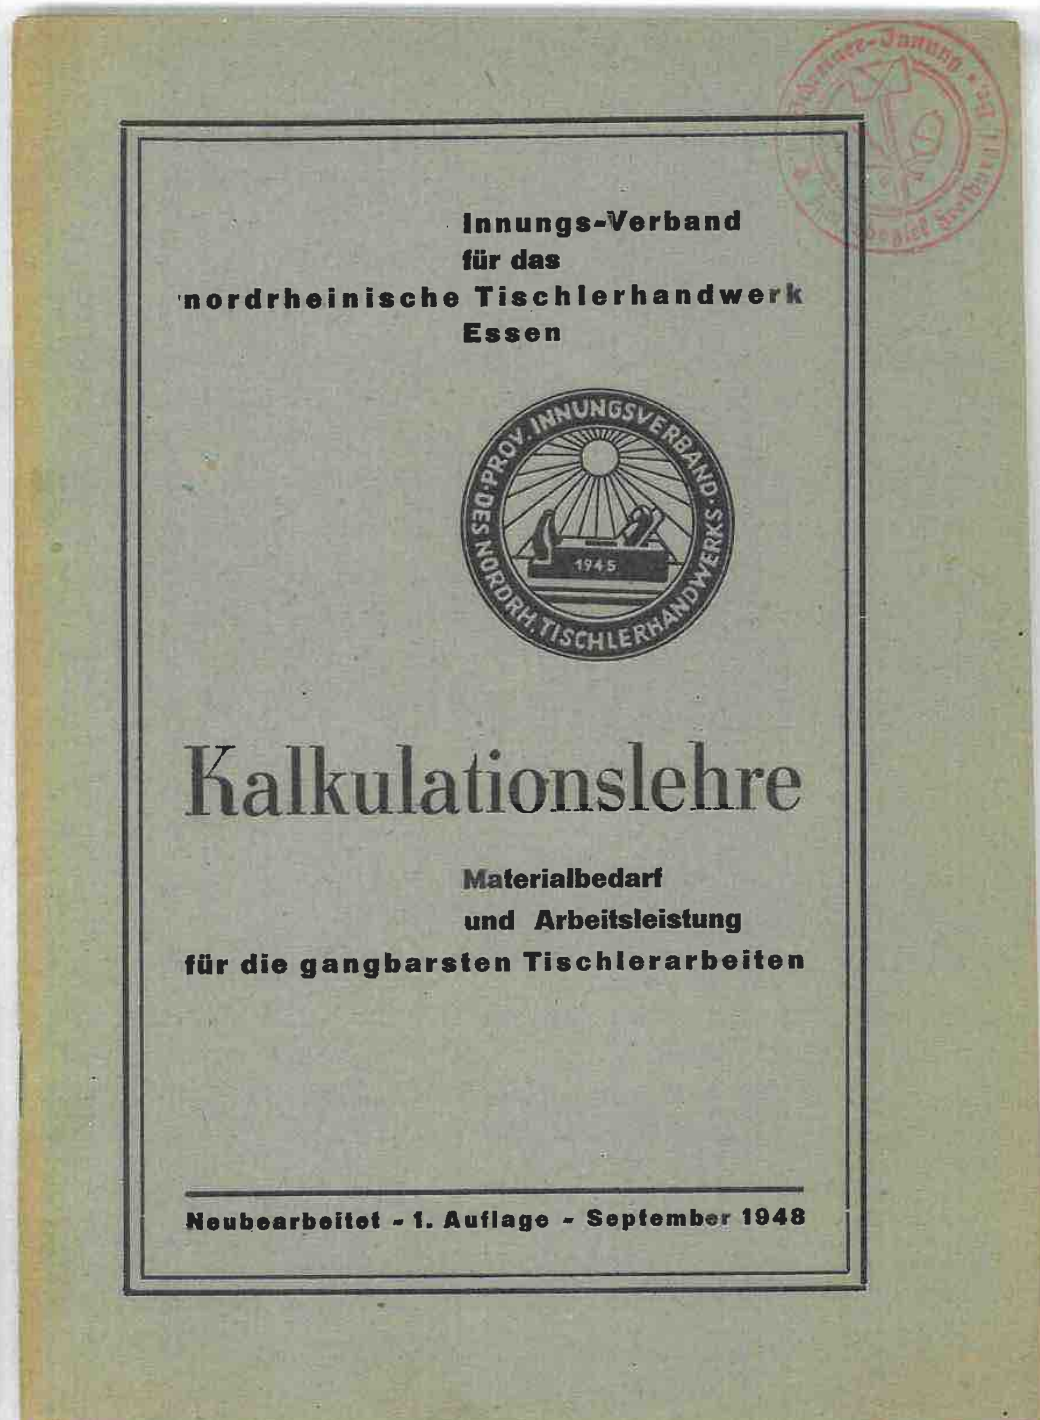 Innungs-Verband
für das
nordrheinische Tischlerhandwerk
Essen
DES · PROV. INNUNGSVERBAND · S
NORDRH. TISCHLERHANDWERKS
1945
Kalkulationslehre
Materialbedarf
und Arbeitsleistung
für die gangbarsten Tischlerarbeiten
Neubearbeitet - 1. Auflage - September 1948
Innung